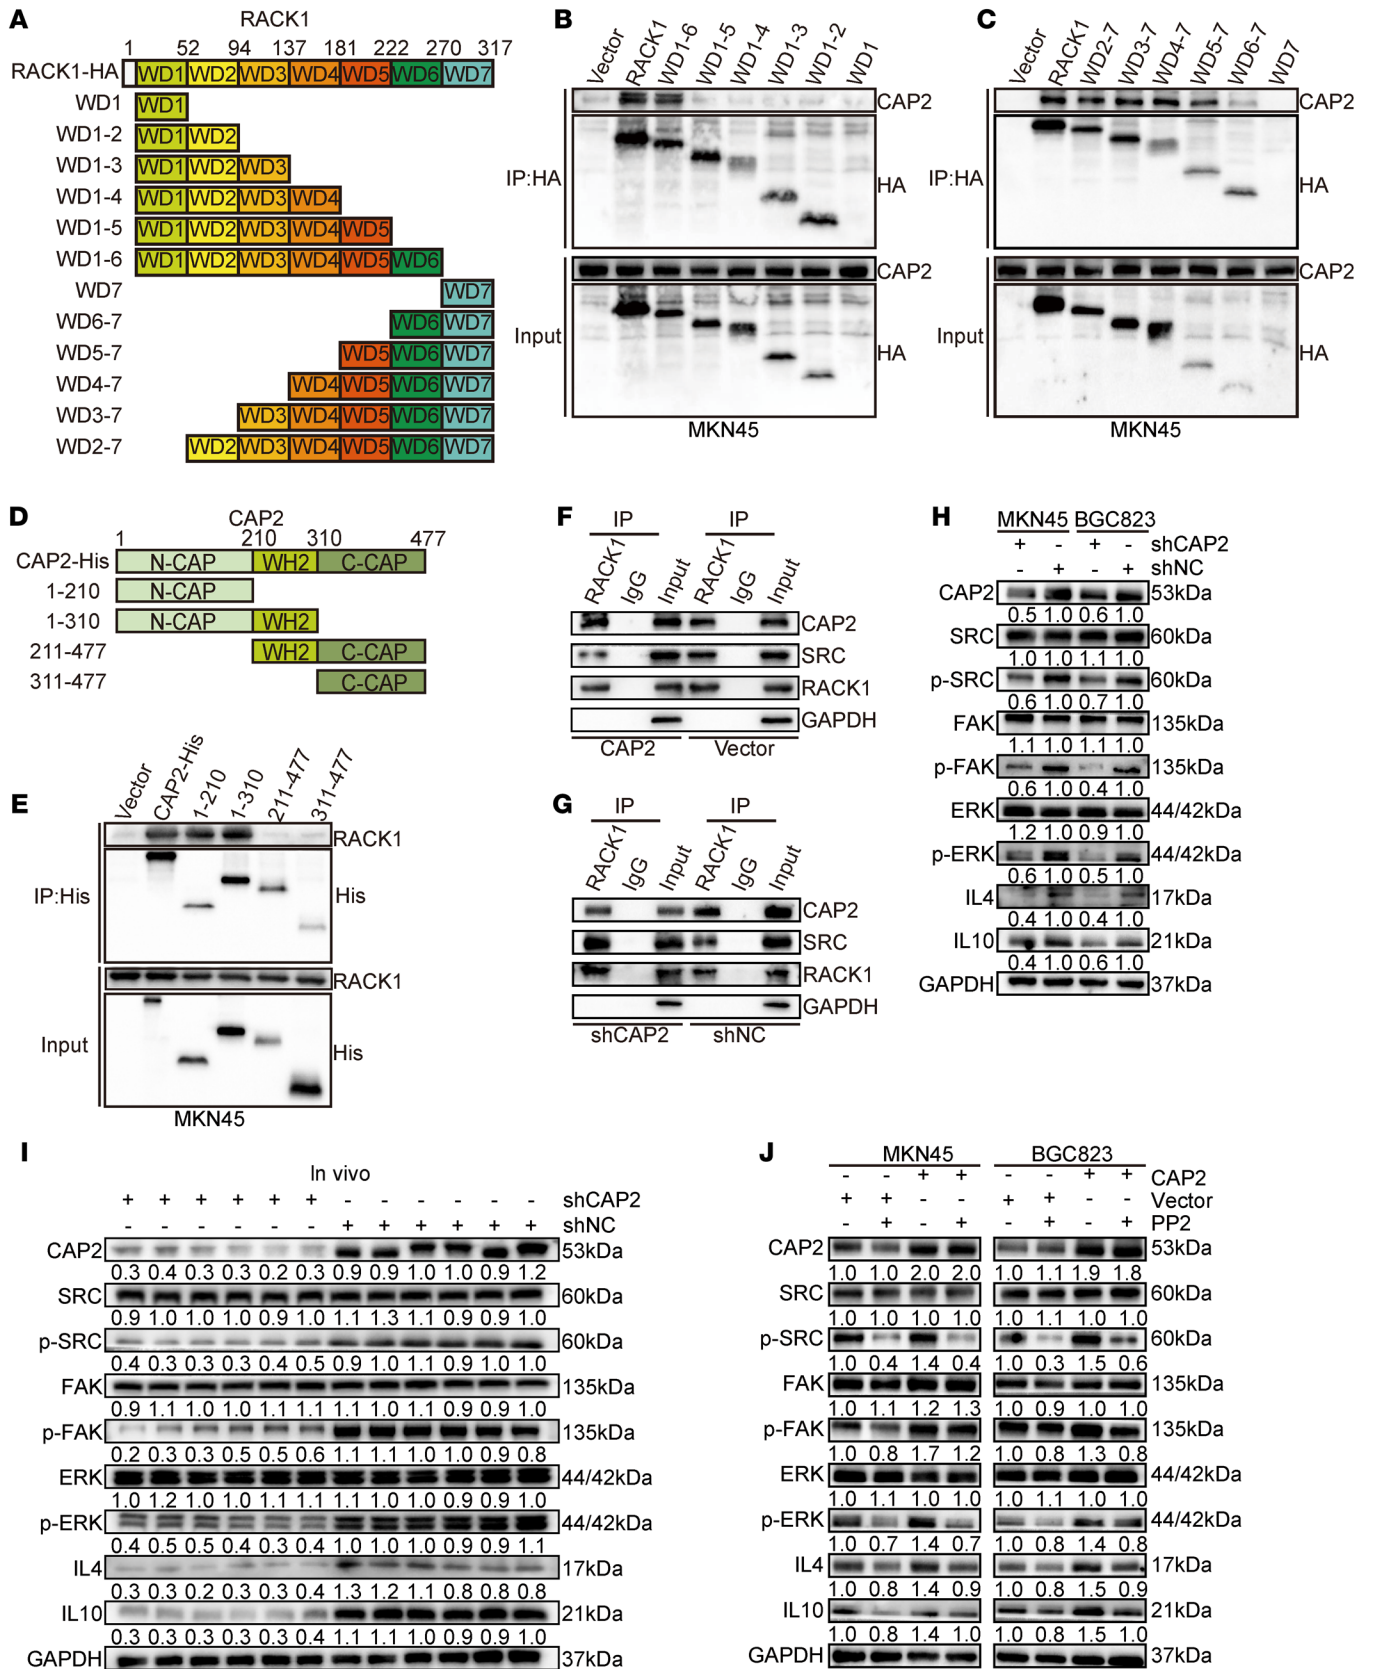 A
RACK1
1 52 94 137 181 222 270 317
RACK1-HA WD1 WD2 WD3 WD4 WD5 WD6 WD7
WD1 WD1
WD1-2 WD1 WD2
WD1-3 WD1 WD2 WD3
WD1-4 WD1 WD2 WD3 WD4
WD1-5 WD1 WD2 WD3 WD4 WD5
WD1-6 WD1 WD2 WD3 WD4 WD5 WD6
WD7 WD7
WD6-7 WD6 WD7
WD5-7 WD5 WD6 WD7
WD4-7 WD4 WD5 WD6 WD7
WD3-7 WD3 WD4 WD5 WD6 WD7
WD2-7 WD2 WD3 WD4 WD5 WD6 WD7
B
Vector RACK1 WD1-6 WD1-5 WD1-4 WD1-3 WD1-2 WD1
CAP2
IP:HA HA
CAP2
Input HA
MKN45
C
Vector RACK1 WD2-7 WD3-7 WD4-7 WD5-7 WD6-7 WD7
CAP2
IP:HA HA
CAP2
Input HA
MKN45
D
CAP2
1 210 310 477
CAP2-His N-CAP WH2 C-CAP
1-210 N-CAP
1-310 N-CAP WH2
211-477 WH2 C-CAP
311-477 C-CAP
E
Vector CAP2-His 1-210 1-310 211-477 311-477
RACK1
IP:His His
RACK1
Input His
MKN45
F
IP IP
RACK1 IgG Input RACK1 IgG Input
CAP2
SRC
RACK1
GAPDH
CAP2 Vector
G
IP IP
RACK1 IgG Input RACK1 IgG Input
CAP2
SRC
RACK1
GAPDH
shCAP2 shNC
H
MKN45 BGC823
+ - + - shCAP2
- + - + shNC
CAP2 53kDa
0.5 1.0 0.6 1.0
SRC 60kDa
1.0 1.0 1.1 1.0
p-SRC 60kDa
0.6 1.0 0.7 1.0
FAK 135kDa
1.1 1.0 1.1 1.0
p-FAK 135kDa
0.6 1.0 0.4 1.0
ERK 44/42kDa
1.2 1.0 0.9 1.0
p-ERK 44/42kDa
0.6 1.0 0.5 1.0
IL4 17kDa
0.4 1.0 0.4 1.0
IL10 21kDa
0.4 1.0 0.6 1.0
GAPDH 37kDa
I
In vivo
+ + + + + + - - - - - - shCAP2
- - - - - - + + + + + + shNC
CAP2 53kDa
0.3 0.4 0.3 0.3 0.2 0.3 0.9 0.9 1.0 1.0 0.9 1.2
SRC 60kDa
0.9 1.0 1.0 1.0 0.9 1.0 1.1 1.3 1.1 0.9 0.9 1.0
p-SRC 60kDa
0.4 0.3 0.3 0.3 0.4 0.5 0.9 1.0 1.1 0.9 1.0 1.0
FAK 135kDa
0.9 1.1 1.0 1.0 1.1 1.1 1.1 1.0 1.1 0.9 0.9 1.0
p-FAK 135kDa
0.2 0.3 0.3 0.5 0.5 0.6 1.1 1.1 1.0 1.0 0.9 0.8
ERK 44/42kDa
1.0 1.2 1.0 1.0 1.1 1.1 1.1 1.0 1.0 0.9 0.9 1.0
p-ERK 44/42kDa
0.4 0.5 0.5 0.4 0.3 0.4 1.0 1.0 1.0 0.9 0.9 1.1
IL4 17kDa
0.3 0.3 0.2 0.3 0.3 0.4 1.3 1.2 1.1 0.8 0.8 0.8
IL10 21kDa
0.3 0.3 0.3 0.3 0.3 0.4 1.1 1.1 1.0 0.9 0.9 1.0
GAPDH 37kDa
J
MKN45 BGC823
- - + + - - + + CAP2
+ + - - + + - - Vector
- + - + - + - + PP2
CAP2 53kDa
1.0 1.0 2.0 2.0 1.0 1.1 1.9 1.8
SRC 60kDa
1.0 1.0 1.0 1.0 1.0 1.1 1.0 1.0
p-SRC 60kDa
1.0 0.4 1.4 0.4 1.0 0.3 1.5 0.6
FAK 135kDa
1.0 1.1 1.2 1.3 1.0 0.9 1.0 1.0
p-FAK 135kDa
1.0 0.8 1.7 1.2 1.0 0.8 1.3 0.8
ERK 44/42kDa
1.0 1.1 1.0 1.0 1.0 1.1 1.0 1.0
p-ERK 44/42kDa
1.0 0.7 1.4 0.7 1.0 0.8 1.4 0.8
IL4 17kDa
1.0 0.8 1.4 0.9 1.0 0.8 1.5 0.9
IL10 21kDa
1.0 0.8 1.4 1.0 1.0 0.8 1.5 1.0
GAPDH 37kDa